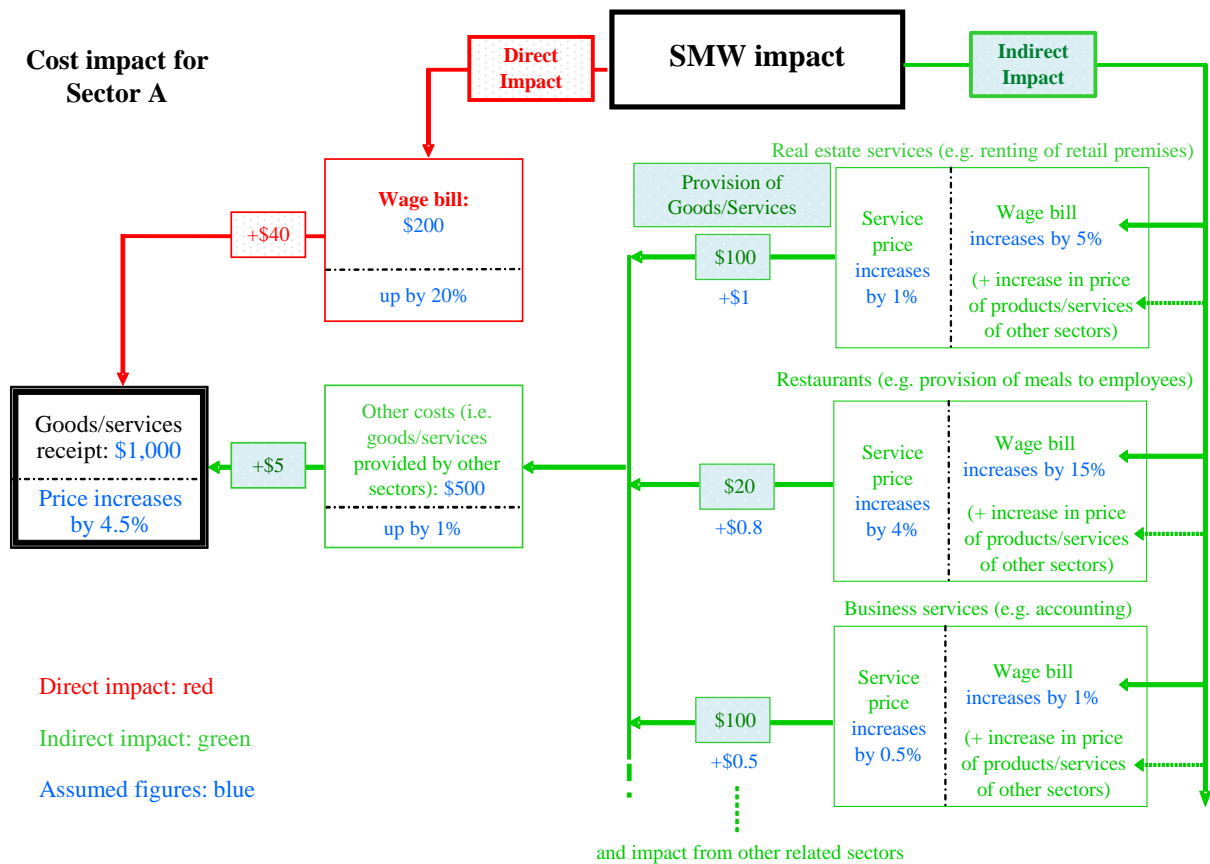 Cost impact for
Sector A
Direct
Impact
SMW impact
Indirect
Impact
Real estate services (e.g. renting of retail premises)
Provision of
Goods/Services
Wage bill:
$200
up by 20%
+$40
$100
+$1
Service
price
increases
by 1%
Wage bill
increases by 5%
(+ increase in price
of products/services
of other sectors)
Restaurants (e.g. provision of meals to employees)
Goods/services
receipt: $1,000
Price increases
by 4.5%
+$5
Other costs (i.e.
goods/services
provided by other
sectors): $500
up by 1%
$20
+$0.8
Service
price
increases
by 4%
Wage bill
increases by 15%
(+ increase in price
of products/services
of other sectors)
Business services (e.g. accounting)
$100
+$0.5
Service
price
increases
by 0.5%
Wage bill
increases by 1%
(+ increase in price
of products/services
of other sectors)
Direct impact: red
Indirect impact: green
Assumed figures: blue
and impact from other related sectors